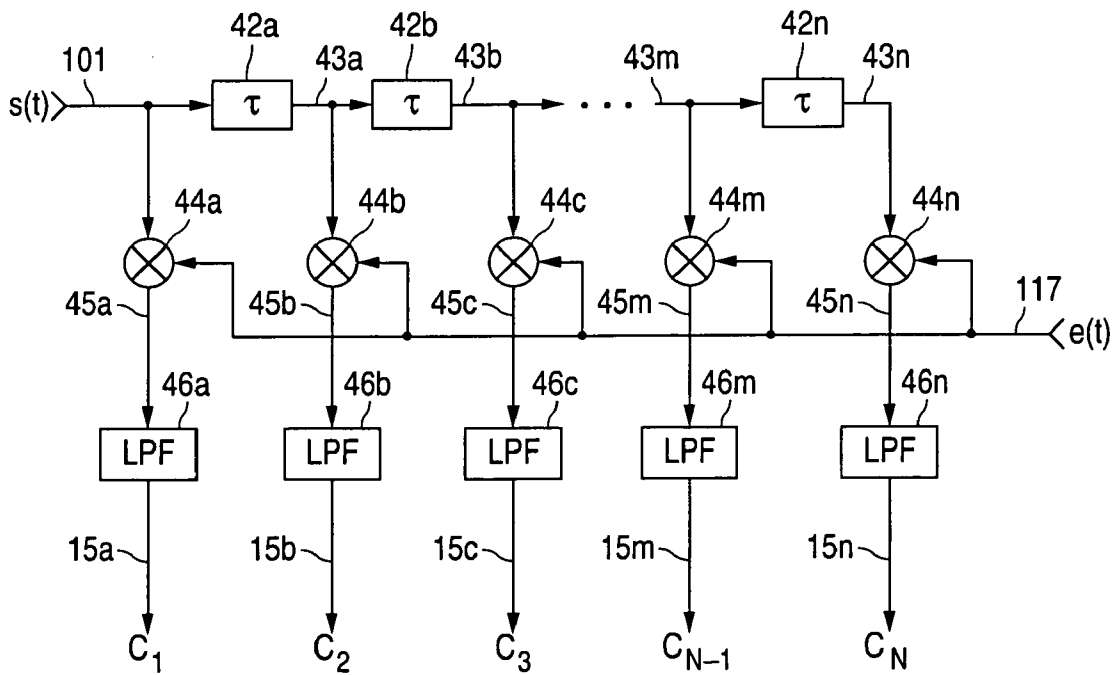 42a 42b 42n
101 43a 43b 43m 43n
s(t) τ τ . . . τ
44a 44b 44c 44m 44n
45a 45b 45c 45m 45n 117
e(t)
46a 46b 46c 46m 46n
LPF LPF LPF LPF LPF
15a 15b 15c 15m 15n
C1 C2 C3 CN–1 CN